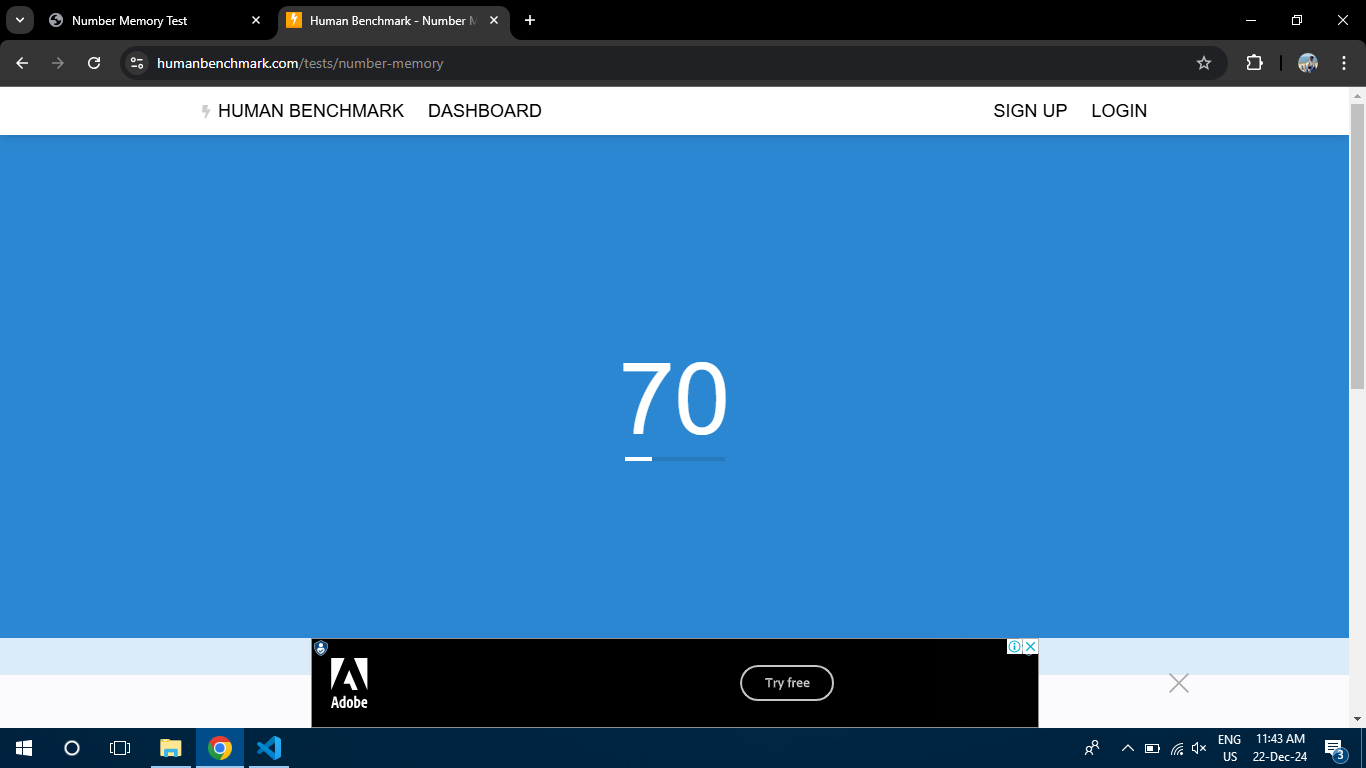 Number Memory Test
Human Benchmark - Number M
humanbenchmark.com/tests/number-memory
HUMAN BENCHMARK DASHBOARD SIGN UP LOGIN
70
Adobe
Try free
ENG
US
11:43 AM
22-Dec-24
3